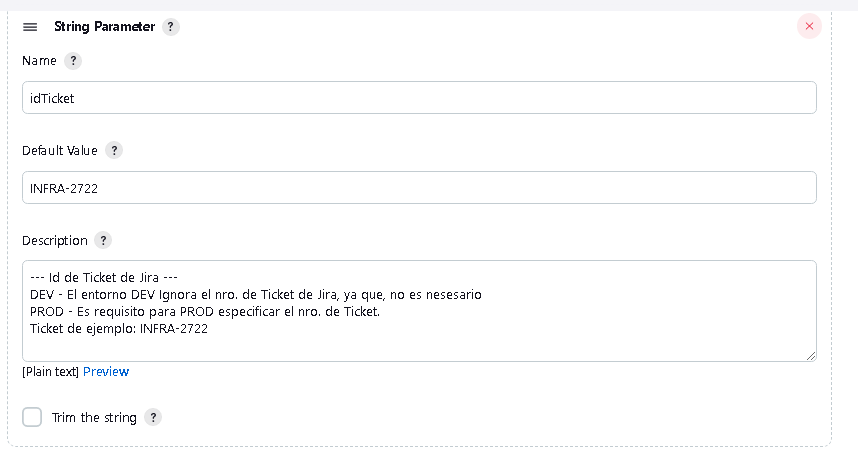 String Parameter ?
Name ?
idTicket
Default Value ?
INFRA-2722
Description ?
--- Id de Ticket de Jira ---
DEV - El entorno DEV Ignora el nro. de Ticket de Jira, ya que, no es nesesario
PROD - Es requisito para PROD especificar el nro. de Ticket.
Ticket de ejemplo: INFRA-2722
[Plain text] Preview
Trim the string ?